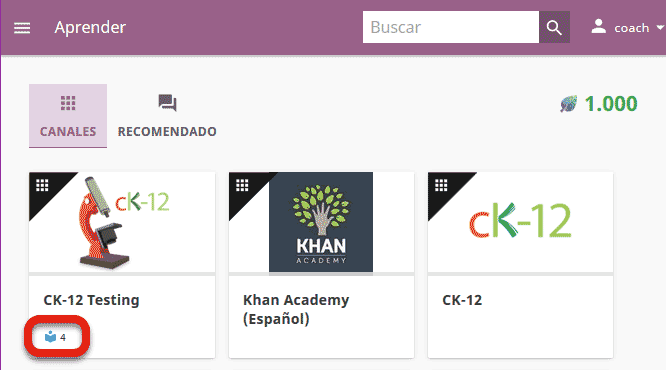 Aprender
Buscar
coach
CANALES
RECOMENDADO
1.000
cK-12
KHAN
ACADEMY
cK-12
CK-12 Testing
Khan Academy
(Español)
CK-12
4